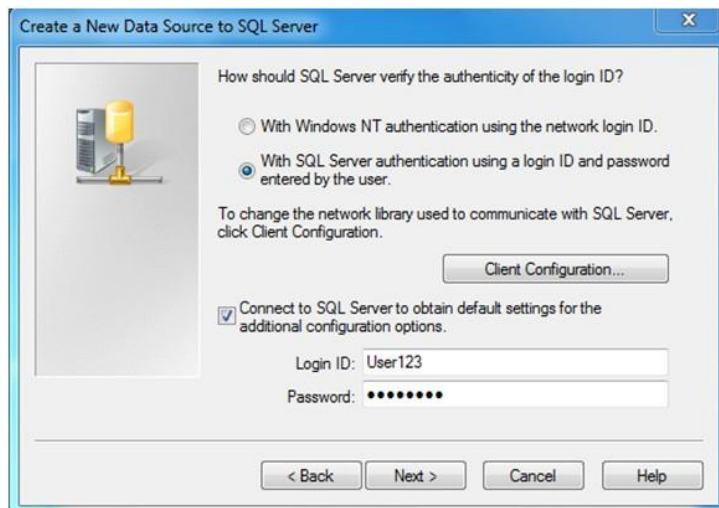 Create a New Data Source to SQL Server
How should SQL Server verify the authenticity of the login ID?
With Windows NT authentication using the network login ID.
With SQL Server authentication using a login ID and password
entered by the user.
To change the network library used to communicate with SQL Server,
click Client Configuration.
Client Configuration...
Connect to SQL Server to obtain default settings for the
additional configuration options.
Login ID: User123
Password: ●●●●●●●●
< Back Next > Cancel Help